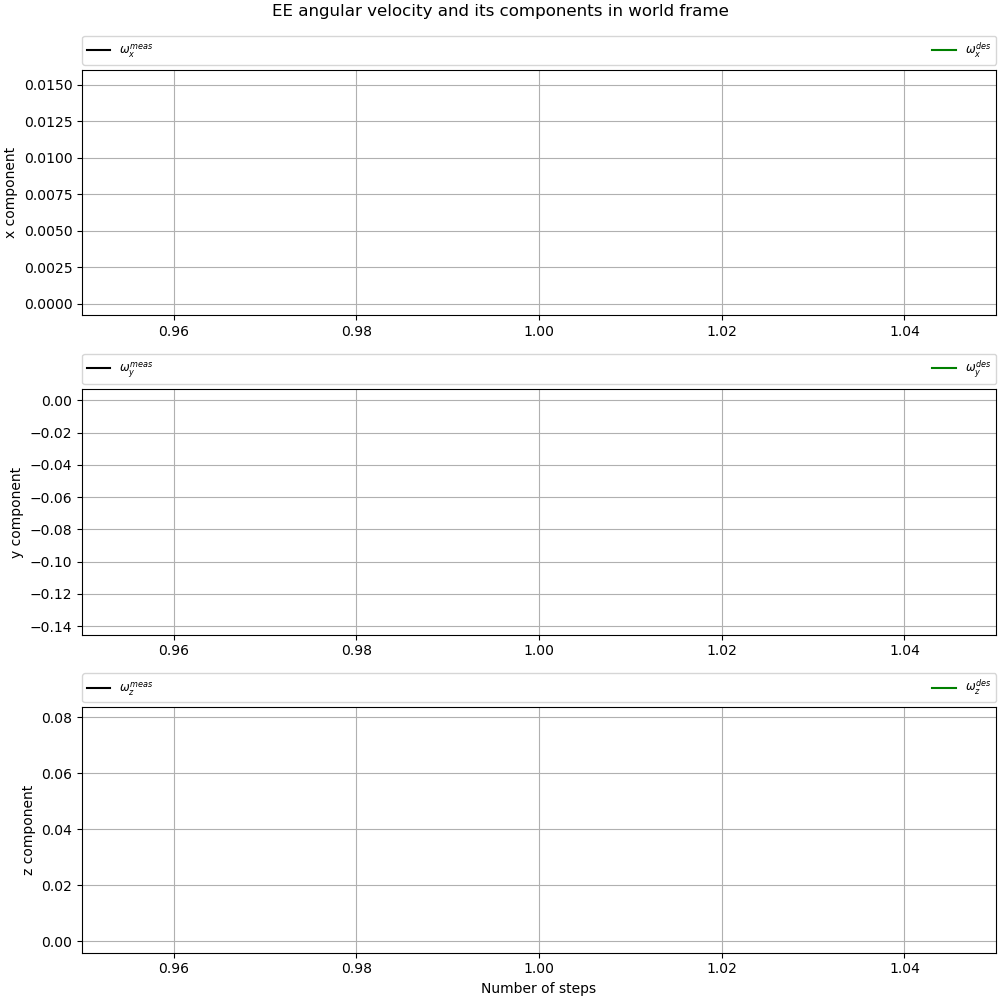 EE angular velocity and its components in world frame
ω_x^meas ω_x^des
0.0150
0.0125
0.0100
0.0075
0.0050
0.0025
0.0000
x component
0.96 0.98 1.00 1.02 1.04
ω_y^meas ω_y^des
0.00
−0.02
−0.04
−0.06
−0.08
−0.10
−0.12
−0.14
y component
0.96 0.98 1.00 1.02 1.04
ω_z^meas ω_z^des
0.08
0.06
0.04
0.02
0.00
z component
0.96 0.98 1.00 1.02 1.04
Number of steps